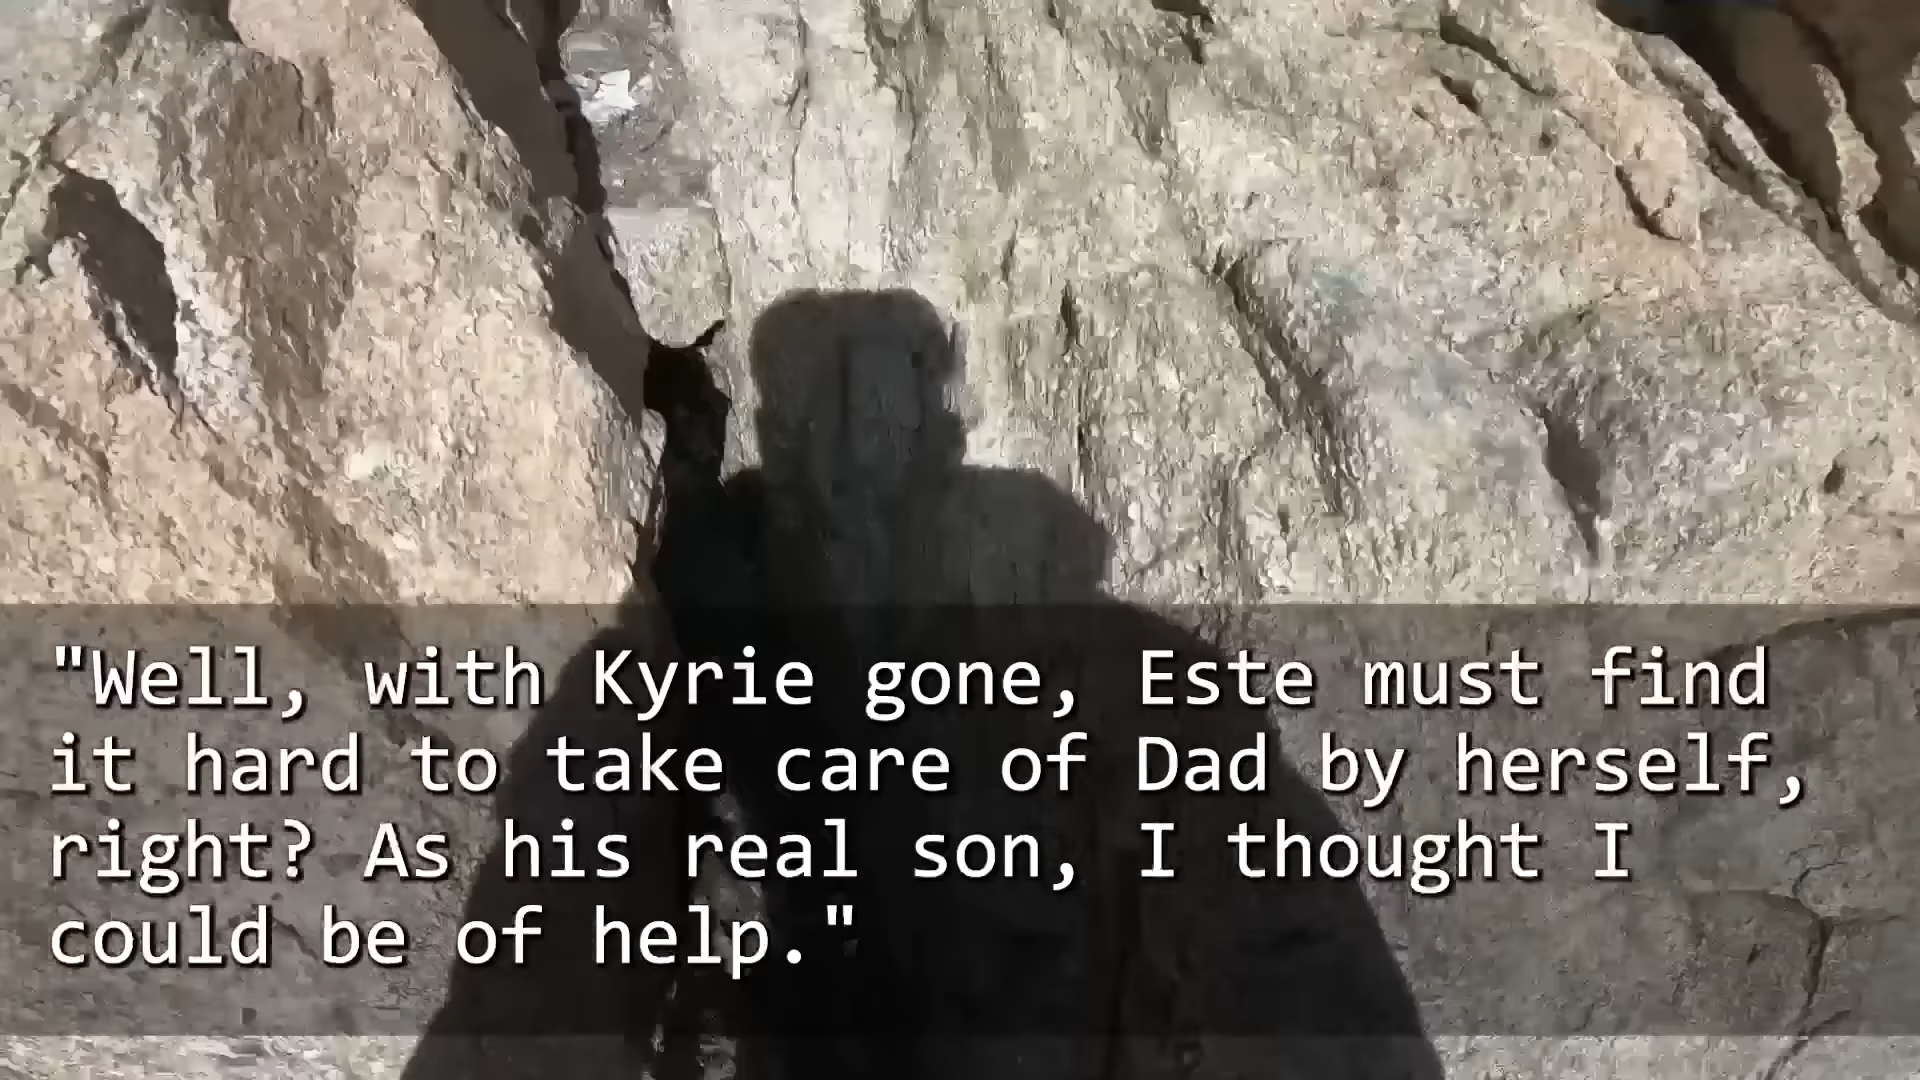 "Well, with Kyrie gone, Este must find
it hard to take care of Dad by herself,
right? As his real son, I thought I
could be of help."